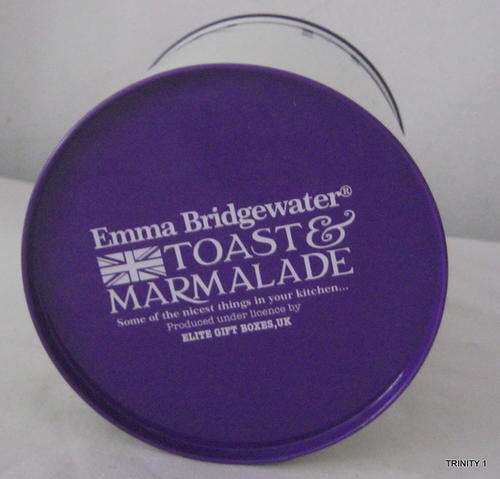 Emma Bridgewater®
TOAST &
MARMALADE
Some of the nicest things in your kitchen...
Produced under licence by
ELITE GIFT BOXES,UK
TRINITY 1